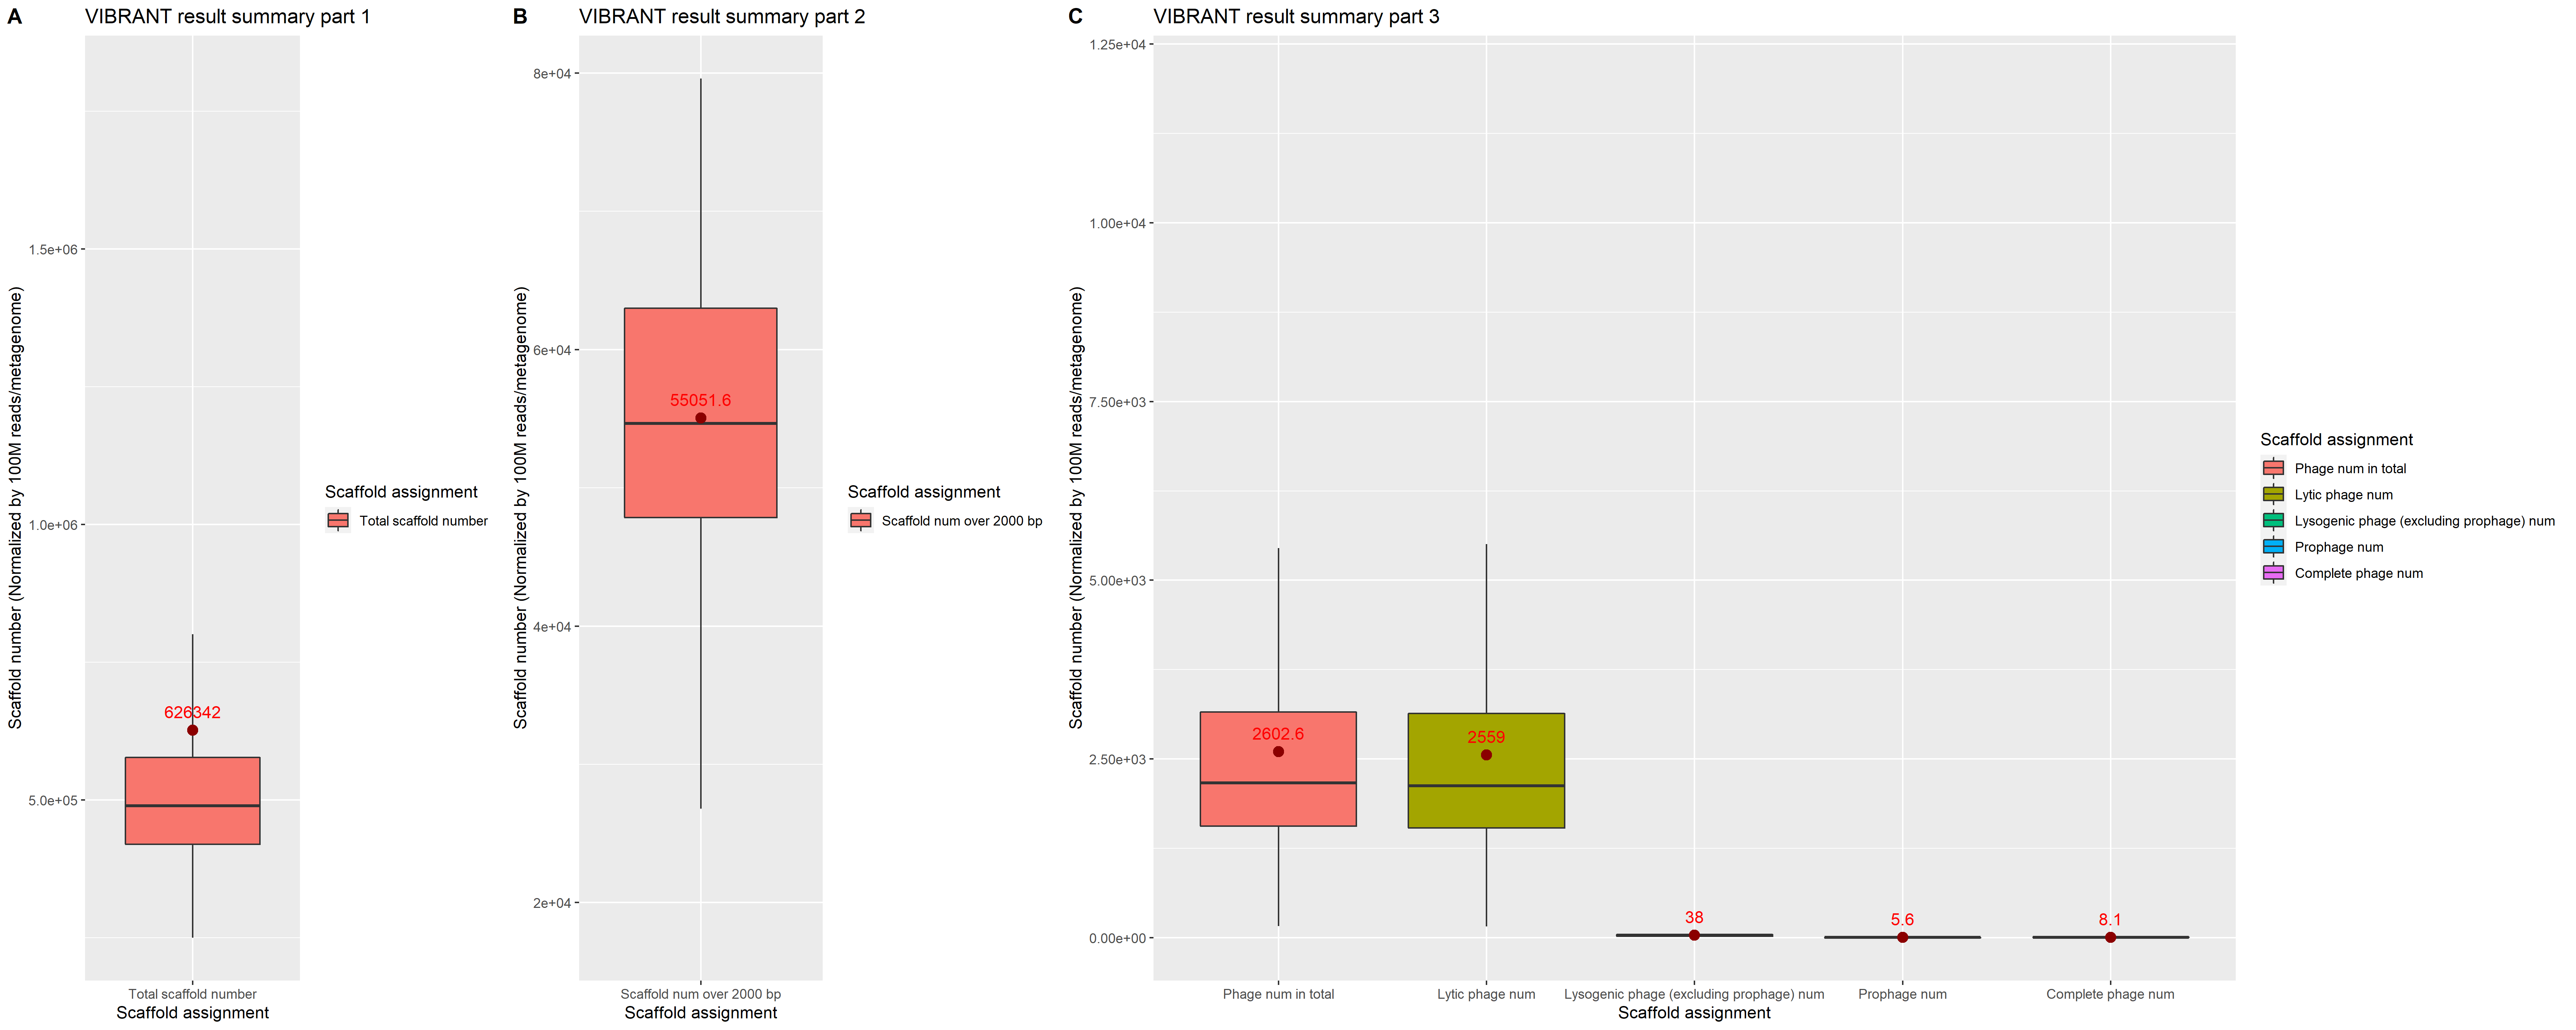 A
VIBRANT result summary part 1
Scaffold number (Normalized by 100M reads/metagenome)
1.5e+06
1.0e+06
5.0e+05
626342
Total scaffold number
Scaffold assignment
Scaffold assignment
Total scaffold number
B
VIBRANT result summary part 2
Scaffold number (Normalized by 100M reads/metagenome)
8e+04
6e+04
4e+04
2e+04
55051.6
Scaffold num over 2000 bp
Scaffold assignment
Scaffold assignment
Scaffold num over 2000 bp
C
VIBRANT result summary part 3
Scaffold number (Normalized by 100M reads/metagenome)
1.25e+04
1.00e+04
7.50e+03
5.00e+03
2.50e+03
0.00e+00
2602.6
2559
38
5.6
8.1
Phage num in total
Lytic phage num
Lysogenic phage (excluding prophage) num
Prophage num
Complete phage num
Scaffold assignment
Scaffold assignment
Phage num in total
Lytic phage num
Lysogenic phage (excluding prophage) num
Prophage num
Complete phage num